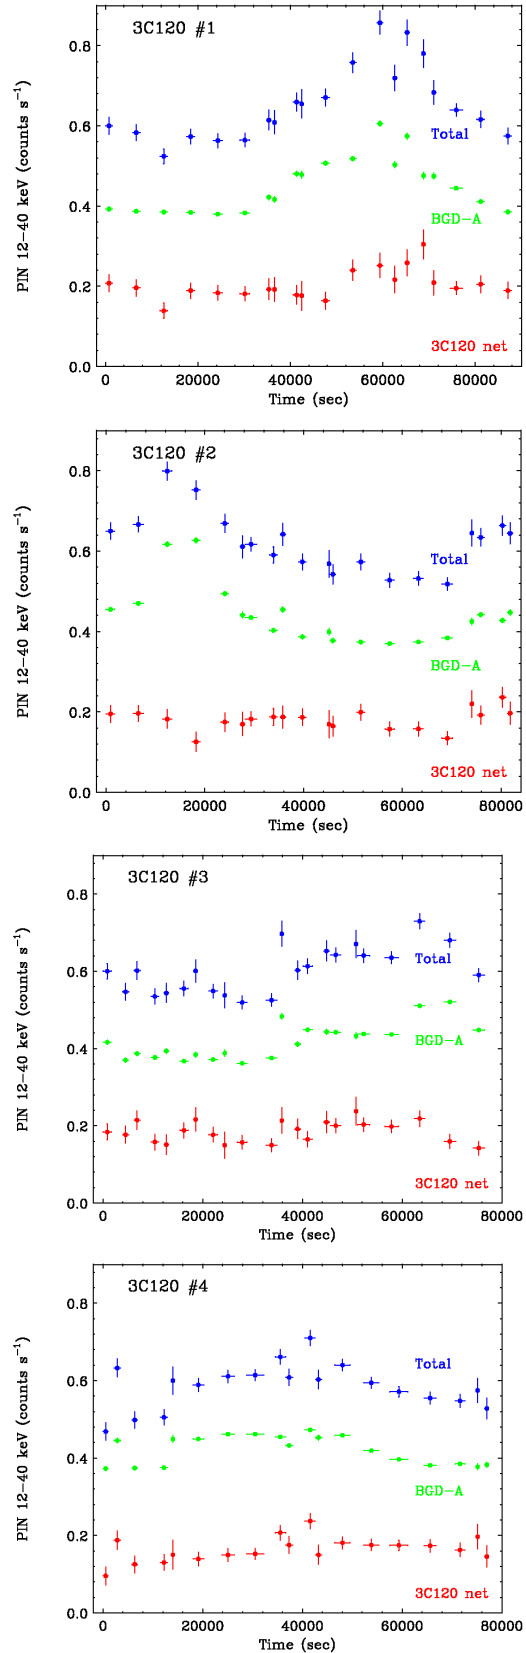 3C120 #1
0.8
0.6
0.4
0.2
0.0
PIN 12−40 keV (counts s⁻¹)
Total
BGD−A
3C120 net
0 20000 40000 60000 80000
Time (sec)
3C120 #2
0.8
0.6
0.4
0.2
0.0
PIN 12−40 keV (counts s⁻¹)
Total
BGD−A
3C120 net
0 20000 40000 60000 80000
Time (sec)
3C120 #3
0.8
0.6
0.4
0.2
0.0
PIN 12−40 keV (counts s⁻¹)
Total
BGD−A
3C120 net
0 20000 40000 60000 80000
Time (sec)
3C120 #4
0.8
0.6
0.4
0.2
0.0
PIN 12−40 keV (counts s⁻¹)
Total
BGD−A
3C120 net
0 20000 40000 60000 80000
Time (sec)